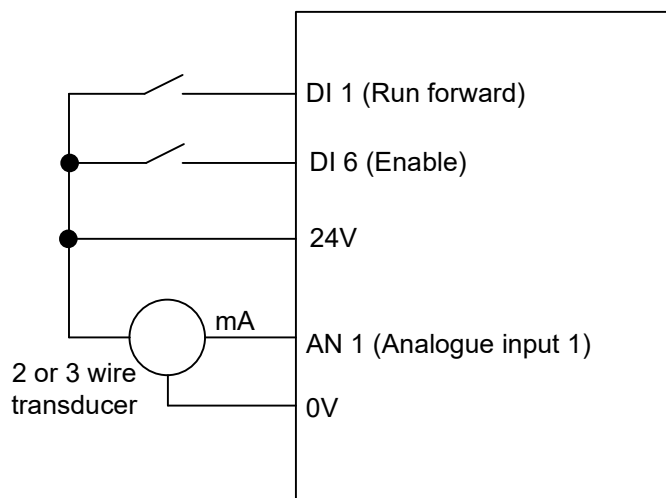 DI 1 (Run forward)
DI 6 (Enable)
24V
mA
AN 1 (Analogue input 1)
2 or 3 wire
transducer
0V